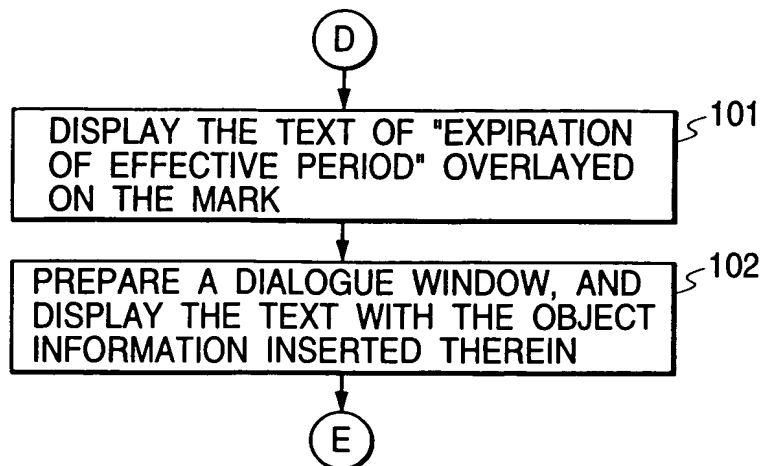 D
101
DISPLAY THE TEXT OF "EXPIRATION
OF EFFECTIVE PERIOD" OVERLAYED
ON THE MARK
102
PREPARE A DIALOGUE WINDOW, AND
DISPLAY THE TEXT WITH THE OBJECT
INFORMATION INSERTED THEREIN
E